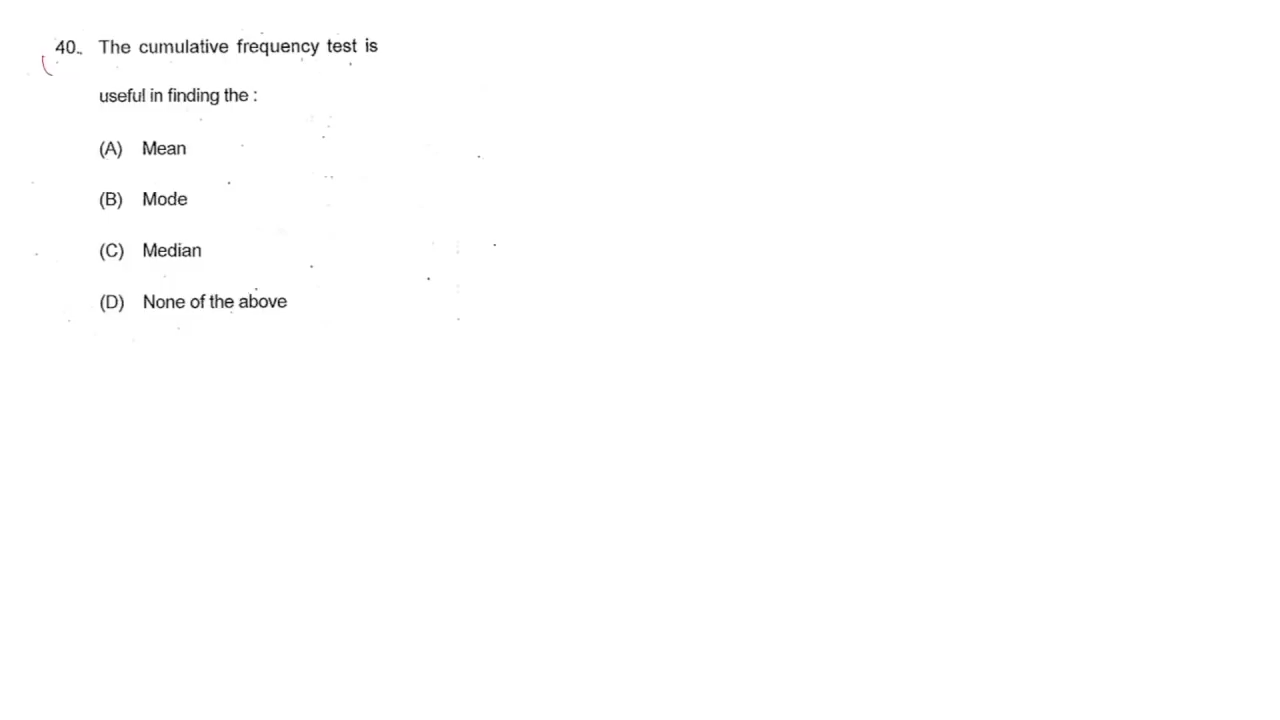 40.. The cumulative frequency test is
useful in finding the :
(A) Mean
(B) Mode
(C) Median
(D) None of the above